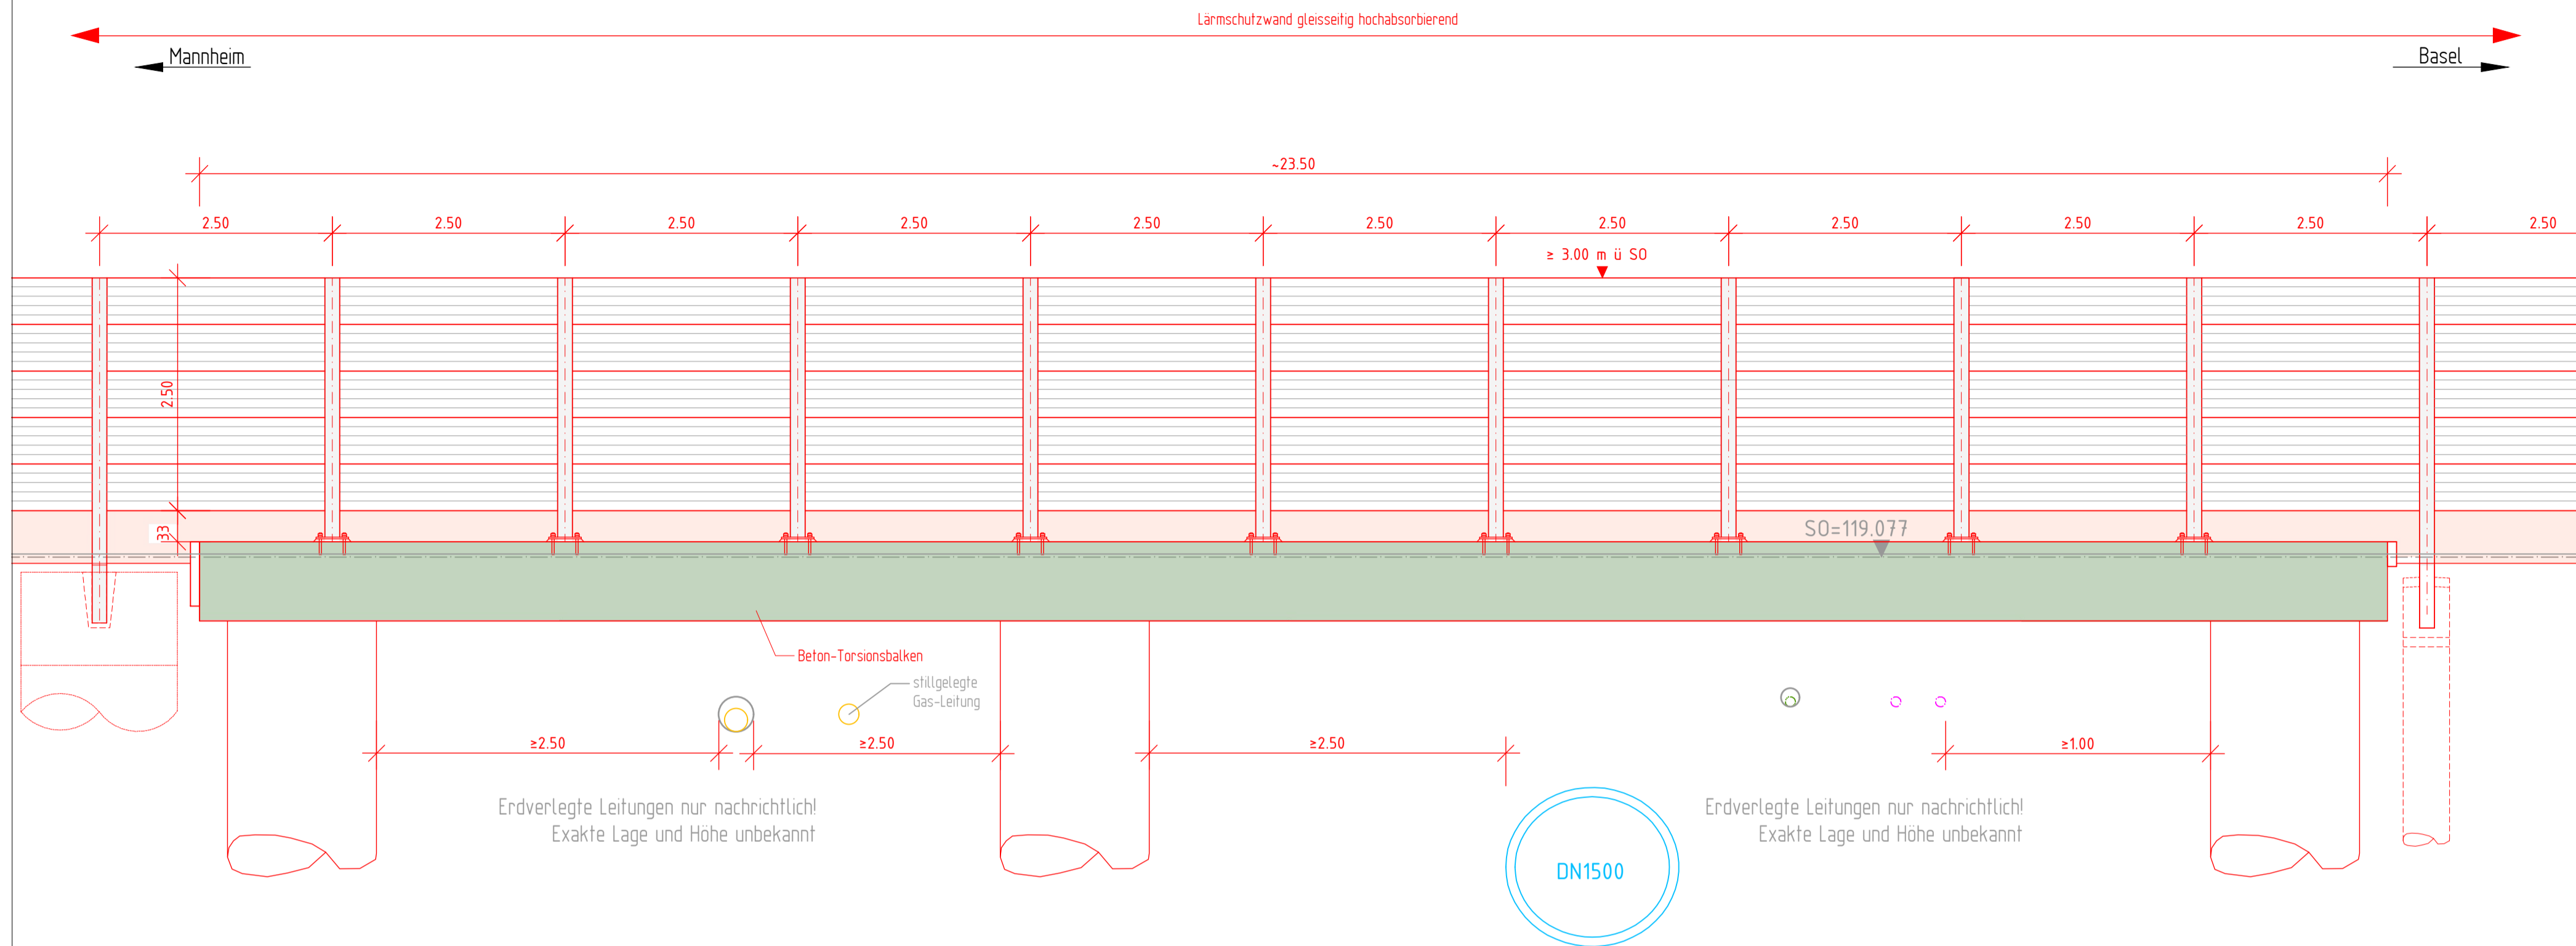 Lärmschutzwand gleisseitig hochabsorbierend
Mannheim
Basel
~23.50
2.50 2.50 2.50 2.50 2.50 2.50 2.50 2.50 2.50 2.50 2.50
≥ 3.00 m ü SO
2.50
33
SO=119.077
Beton-Torsionsbalken
stillgelegte
Gas-Leitung
≥2.50 ≥2.50 ≥2.50 ≥1.00
Erdverlegte Leitungen nur nachrichtlich!
Exakte Lage und Höhe unbekannt
Erdverlegte Leitungen nur nachrichtlich!
Exakte Lage und Höhe unbekannt
DN1500